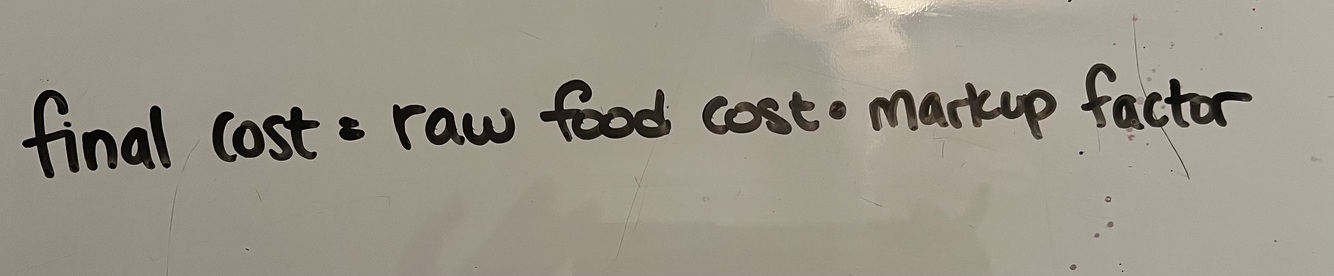 final cost = raw food cost • markup factor